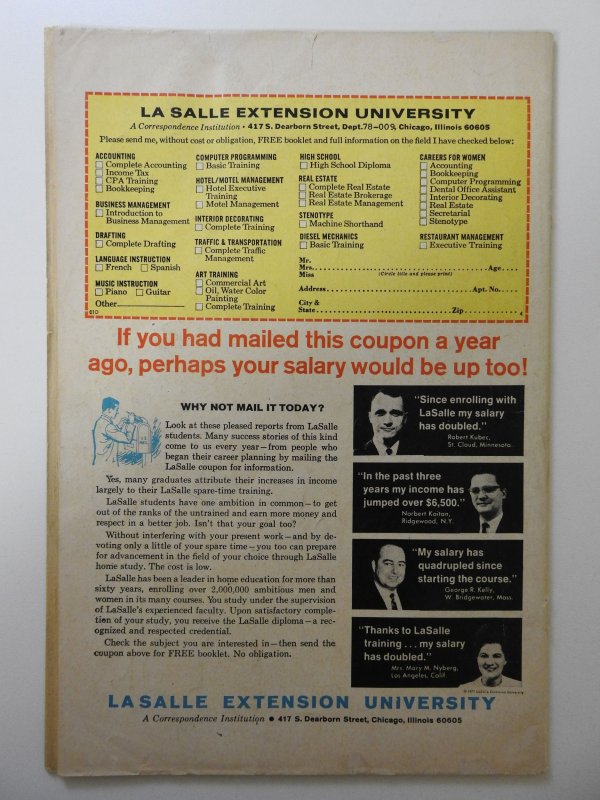 LA SALLE EXTENSION UNIVERSITY
A Correspondence Institution • 417 S. Dearborn Street, Dept. 78-009, Chicago, Illinois 60605
Please send me, without cost or obligation, FREE booklet and full information on the field I have checked below:
ACCOUNTING
Complete Accounting
Income Tax
CPA Training
Bookkeeping
BUSINESS MANAGEMENT
Introduction to
Business Management
DRAFTING
Complete Drafting
LANGUAGE INSTRUCTION
French Spanish
MUSIC INSTRUCTION
Piano Guitar
Other
610
COMPUTER PROGRAMMING
Basic Training
HOTEL/MOTEL MANAGEMENT
Hotel Executive
Training
Motel Management
INTERIOR DECORATING
Complete Training
TRAFFIC & TRANSPORTATION
Complete Traffic
Management
ART TRAINING
Commercial Art
Oil, Water Color
Painting
Complete Training
HIGH SCHOOL
High School Diploma
REAL ESTATE
Complete Real Estate
Real Estate Brokerage
Real Estate Management
STENOTYPE
Machine Shorthand
DIESEL MECHANICS
Basic Training
CAREERS FOR WOMEN
Accounting
Bookkeeping
Computer Programming
Dental Office Assistant
Interior Decorating
Real Estate
Secretarial
Stenotype
RESTAURANT MANAGEMENT
Executive Training
Mr.
Mrs. Age
Miss (Circle title and please print)
Address Apt. No.
City &
State Zip
4
If you had mailed this coupon a year
ago, perhaps your salary would be up too!
WHY NOT MAIL IT TODAY?
Look at these pleased reports from LaSalle
students. Many success stories of this kind
come to us every year—from people who
began their career planning by mailing the
LaSalle coupon for information.
Yes, many graduates attribute their increases in income
largely to their LaSalle spare-time training.
LaSalle students have one ambition in common—to get
out of the ranks of the untrained and earn more money and
respect in a better job. Isn't that your goal too?
Without interfering with your present work—and by de-
voting only a little of your spare time—you too can prepare
for advancement in the field of your choice through LaSalle
home study. The cost is low.
LaSalle has been a leader in home education for more than
sixty years, enrolling over 2,000,000 ambitious men and
women in its many courses. You study under the supervision
of LaSalle's experienced faculty. Upon satisfactory comple-
tion of your study, you receive the LaSalle diploma—a rec-
ognized and respected credential.
Check the subject you are interested in—then send the
coupon above for FREE booklet. No obligation.
"Since enrolling with
LaSalle my salary
has doubled."
Robert Kubec,
St. Cloud, Minnesota
"In the past three
years my income has
jumped over $6,500."
Norbert Kaitan,
Ridgewood, N.Y.
"My salary has
quadrupled since
starting the course."
George R. Kelly,
W. Bridgewater, Mass.
"Thanks to LaSalle
training . . . my salary
has doubled."
Mrs. Mary M. Nyberg,
Los Angeles, Calif.
© 1971 LaSalle Extension University
LA SALLE EXTENSION UNIVERSITY
A Correspondence Institution • 417 S. Dearborn Street, Chicago, Illinois 60605